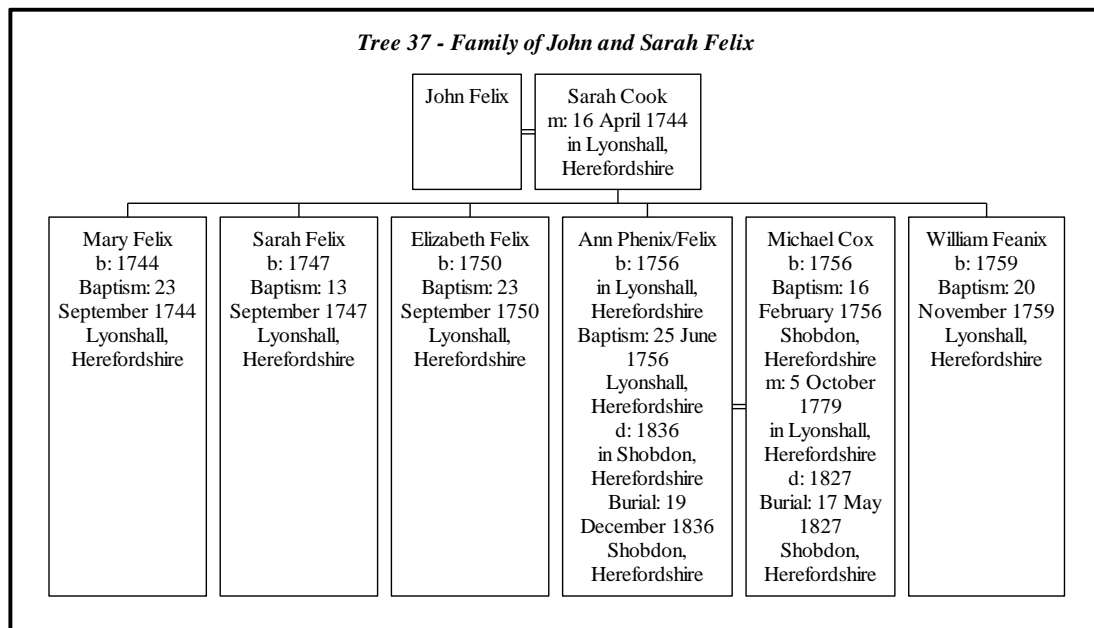 Tree 37 - Family of John and Sarah Felix
John Felix
Sarah Cook
m: 16 April 1744
in Lyonshall,
Herefordshire
Mary Felix
b: 1744
Baptism: 23
September 1744
Lyonshall,
Herefordshire
Sarah Felix
b: 1747
Baptism: 13
September 1747
Lyonshall,
Herefordshire
Elizabeth Felix
b: 1750
Baptism: 23
September 1750
Lyonshall,
Herefordshire
Ann Phenix/Felix
b: 1756
in Lyonshall,
Herefordshire
Baptism: 25 June
1756
Lyonshall,
Herefordshire
d: 1836
in Shobdon,
Herefordshire
Burial: 19
December 1836
Shobdon,
Herefordshire
Michael Cox
b: 1756
Baptism: 16
February 1756
Shobdon,
Herefordshire
m: 5 October
1779
in Lyonshall,
Herefordshire
d: 1827
Burial: 17 May
1827
Shobdon,
Herefordshire
William Feanix
b: 1759
Baptism: 20
November 1759
Lyonshall,
Herefordshire